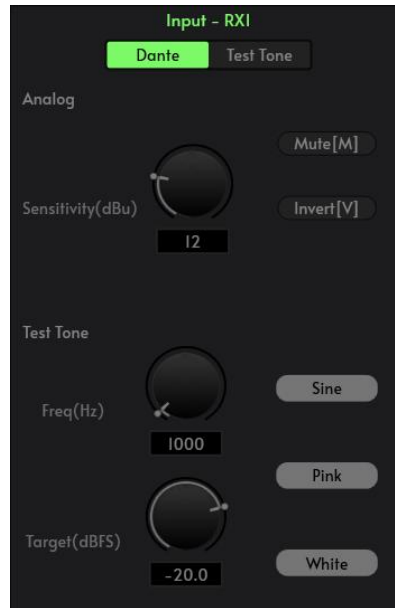 Input - RX1
Dante Test Tone
Analog
Mute[M]
Sensitivity(dBu)
Invert[V]
12
Test Tone
Sine
Freq(Hz)
1000
Pink
Target(dBFS)
White
-20.0